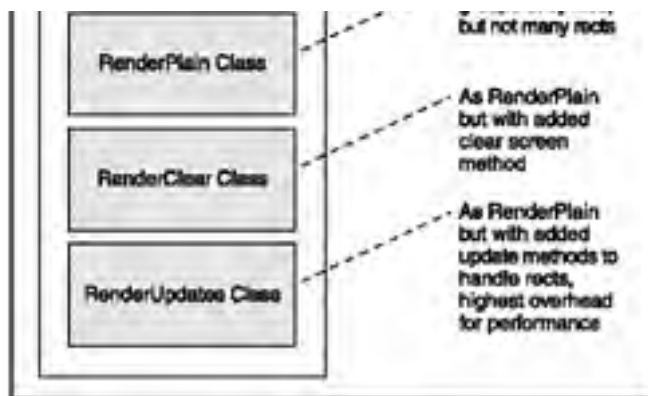 but not many rects
RenderPlain Class
As RenderPlain
but with added
clear screen
method
RenderClear Class
As RenderPlain
but with added
update methods to
handle rects,
highest overhead
for performance
RenderUpdates Class